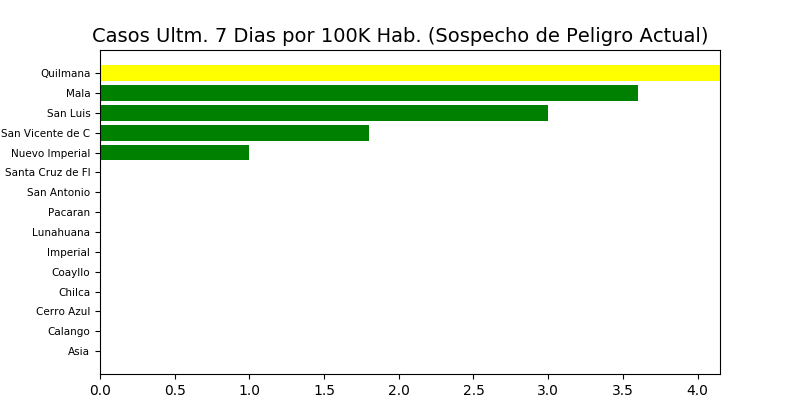 Casos Ultm. 7 Dias por 100K Hab. (Sospecho de Peligro Actual)
Quilmana
Mala
San Luis
San Vicente de C
Nuevo Imperial
Santa Cruz de Fl
San Antonio
Pacaran
Lunahuana
Imperial
Coayllo
Chilca
Cerro Azul
Calango
Asia
0.0 0.5 1.0 1.5 2.0 2.5 3.0 3.5 4.0